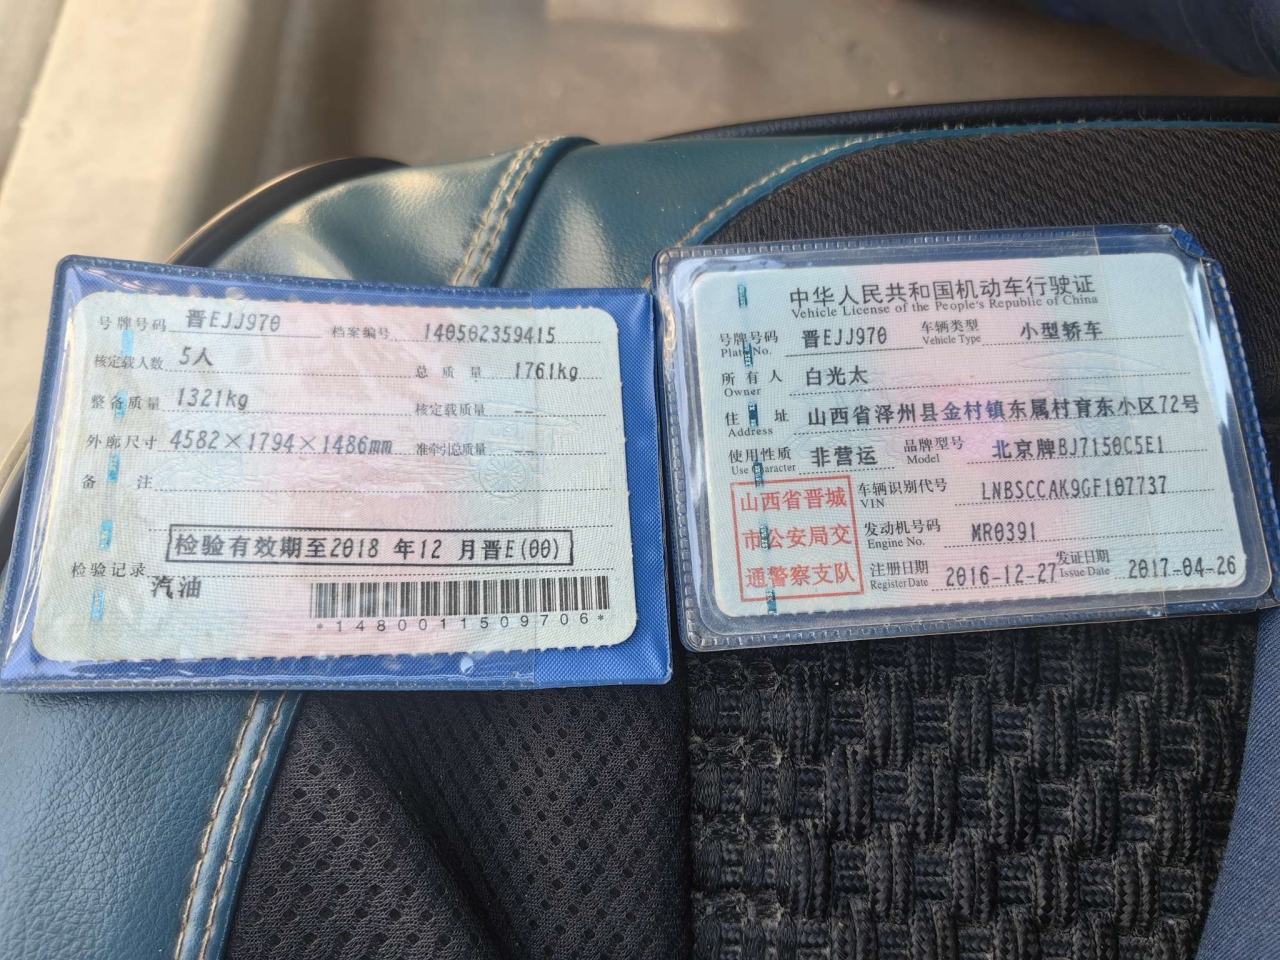 号牌号码 晋EJJ970 档案编号 140502359415
核定载人数 5人 总质量 1761kg
整备质量 1321kg 核定载质量 --
外廓尺寸 4582×1794×1486mm 准牵引总质量 --
备注
检验有效期至2018 年12 月晋E(00)
检验记录
汽油
*1480011509706*
中华人民共和国机动车行驶证
Vehicle License of the People's Republic of China
号牌号码 晋EJJ970 车辆类型 小型轿车
Plate No. Vehicle Type
所有人 白光太
Owner
住址 山西省泽州县金村镇东属村育东小区72号
Address
使用性质 非营运 品牌型号 北京牌BJ7150C5E1
Use Character Model
山西省晋城
市公安局交
通警察支队
车辆识别代号 LNBSCCAK9GF107737
VIN
发动机号码 MR0391
Engine No.
注册日期 2016-12-27 发证日期 2017-04-26
Register Date Issue Date